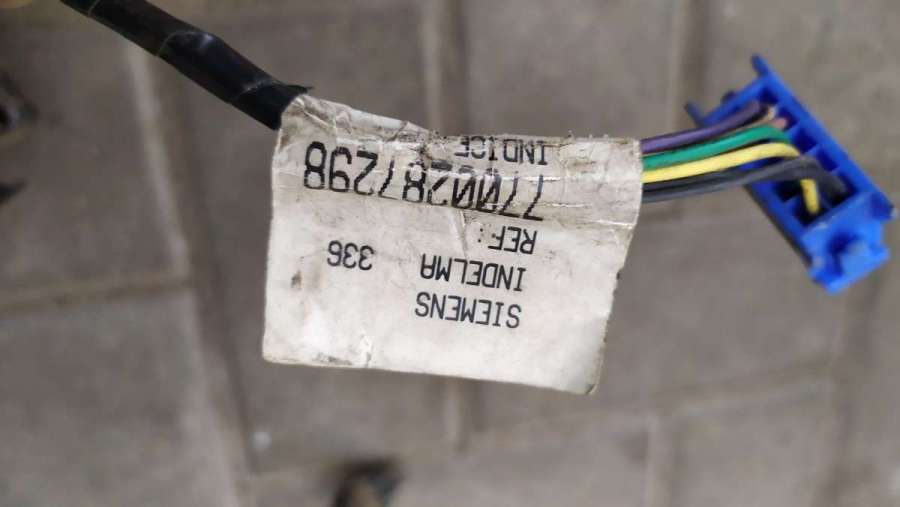 SIEMENS
INDELMA 336
REF:
7700287298
INDICE